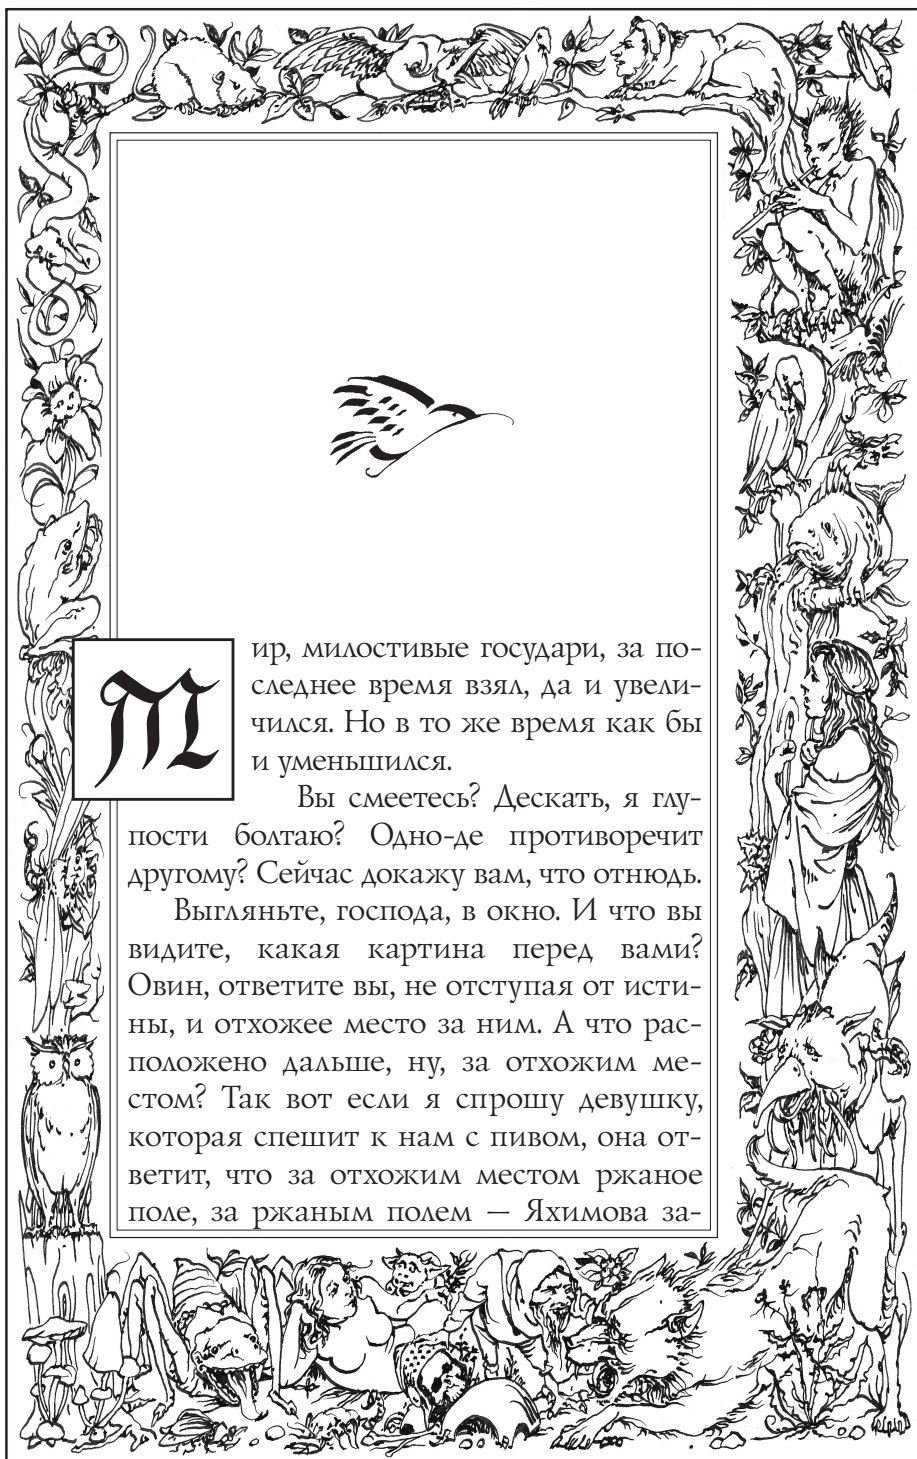 Мир, милостивые государи, за по-
следнее время взял, да и увели-
чился. Но в то же время как бы
и уменьшился.
Вы смеетесь? Дескать, я глу-
пости болтаю? Одно-де противоречит
другому? Сейчас докажу вам, что отнюдь.
Выгляньте, господа, в окно. И что вы
видите, какая картина перед вами?
Овин, ответите вы, не отступая от исти-
ны, и отхожее место за ним. А что рас-
положено дальше, ну, за отхожим ме-
стом? Так вот если я спрошу девушку,
которая спешит к нам с пивом, она от-
ветит, что за отхожим местом ржаное
поле, за ржаным полем — Яхимова за-